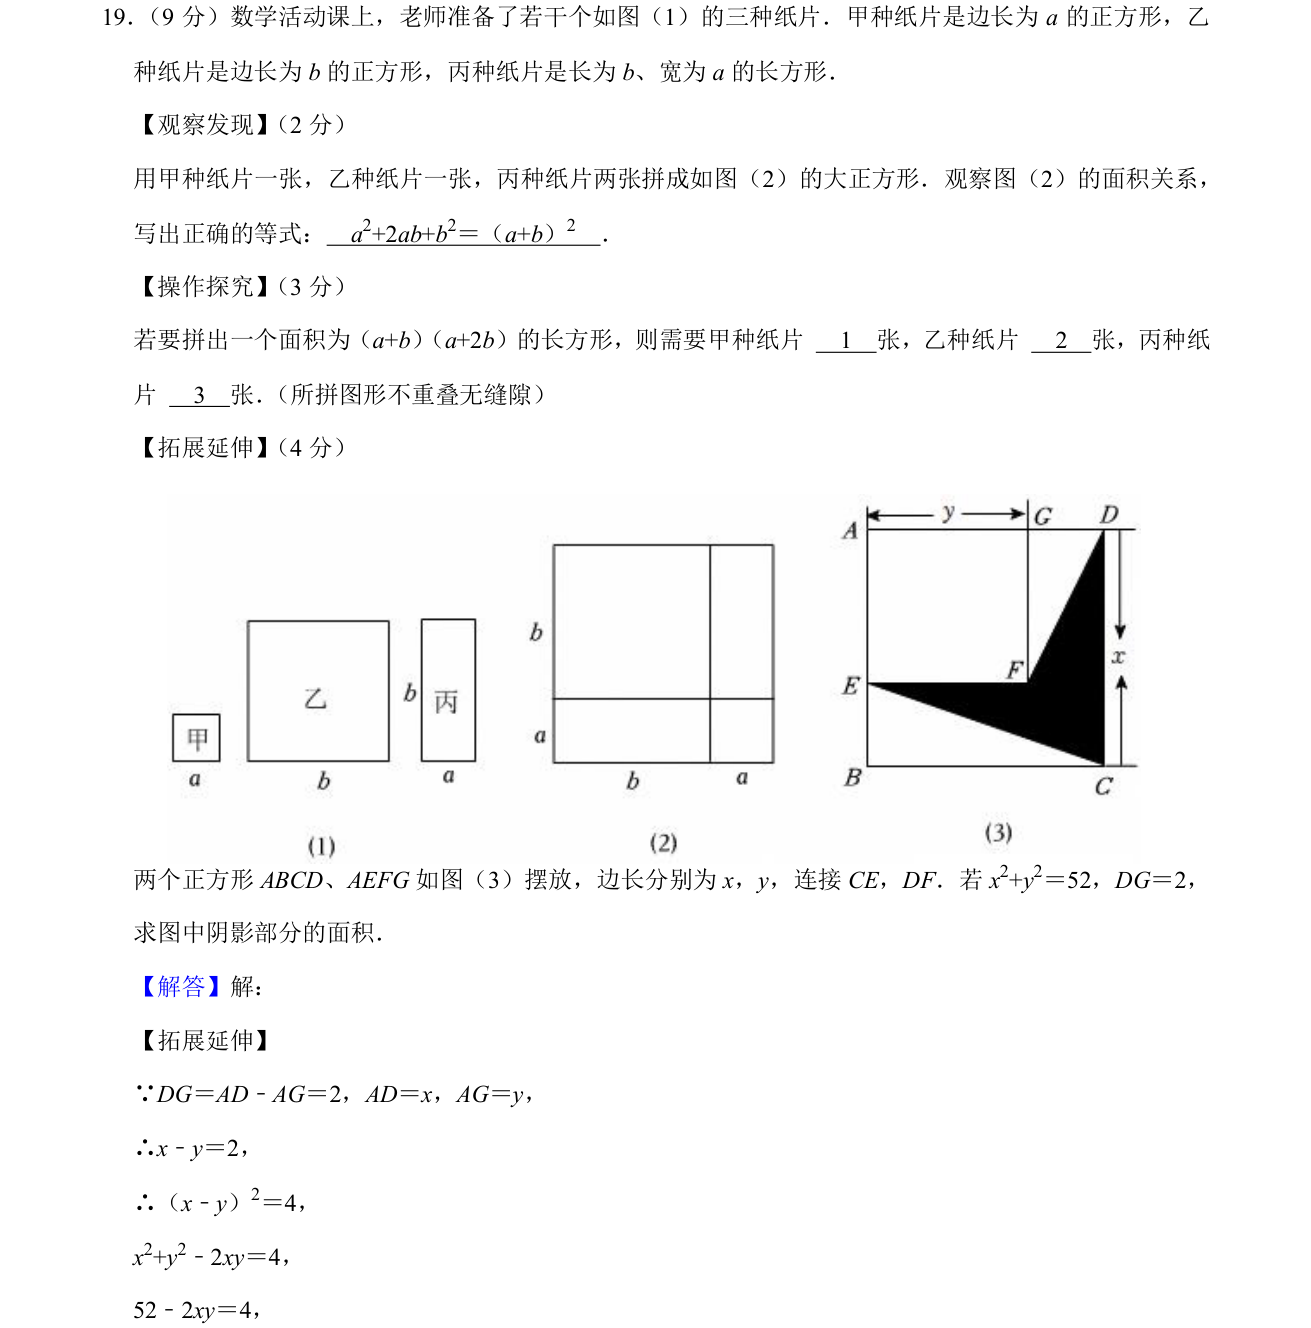 19．（9 分）数学活动课上，老师准备了若干个如图（1）的三种纸片．甲种纸片是边长为 a 的正方形，乙
种纸片是边长为 b 的正方形，丙种纸片是长为 b、宽为 a 的长方形．
【观察发现】（2 分）
用甲种纸片一张，乙种纸片一张，丙种纸片两张拼成如图（2）的大正方形．观察图（2）的面积关系，
写出正确的等式： a²+2ab+b²＝（a+b）² ．
【操作探究】（3 分）
若要拼出一个面积为（a+b）（a+2b）的长方形，则需要甲种纸片 1 张，乙种纸片 2 张，丙种纸
片 3 张．（所拼图形不重叠无缝隙）
【拓展延伸】（4 分）
甲
a
乙
b
b
丙
a
(1)
b
a
b
a
(2)
A
y
G
D
x
F
E
B
C
(3)
两个正方形 ABCD、AEFG 如图（3）摆放，边长分别为 x，y，连接 CE，DF．若 x²+y²＝52，DG＝2，
求图中阴影部分的面积．
【解答】解：
【拓展延伸】
∵DG＝AD﹣AG＝2，AD＝x，AG＝y，
∴x﹣y＝2，
∴（x﹣y）²＝4，
x²+y²﹣2xy＝4，
52﹣2xy＝4，